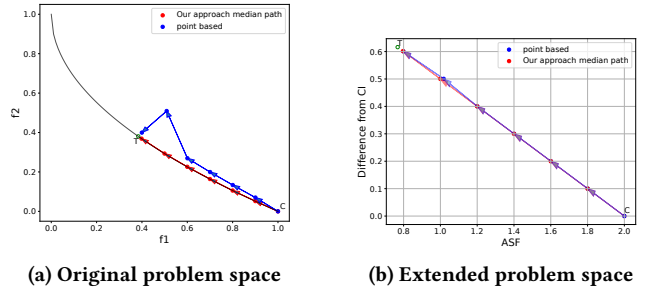 Our approach median path
point based
1.0
0.8
0.6
0.4
0.2
0.0
f2
T
C
0.0 0.2 0.4 0.6 0.8 1.0
f1
(a) Original problem space
point based
Our approach median path
0.6
0.5
0.4
0.3
0.2
0.1
0.0
Difference from CI
T
C
0.8 1.0 1.2 1.4 1.6 1.8 2.0
ASF
(b) Extended problem space